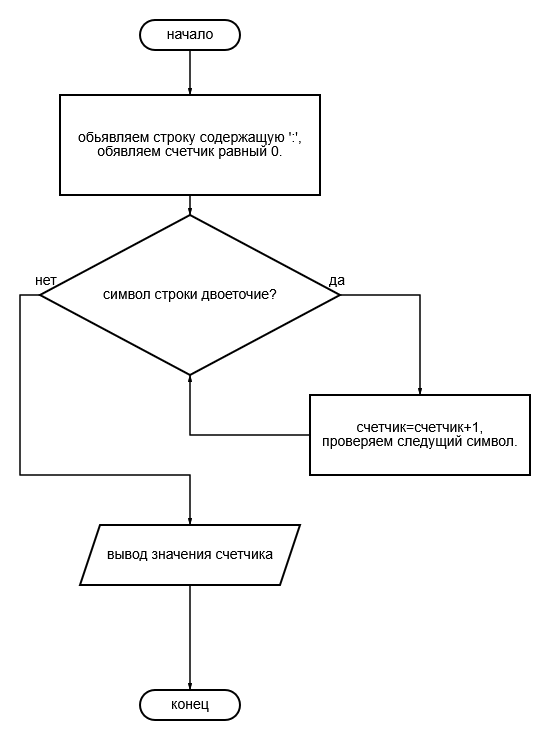 начало
обьявляем строку содержащую ':',
обявляем счетчик равный 0.
нет
да
символ строки двоеточие?
счетчик=счетчик+1,
проверяем следущий символ.
вывод значения счетчика
конец